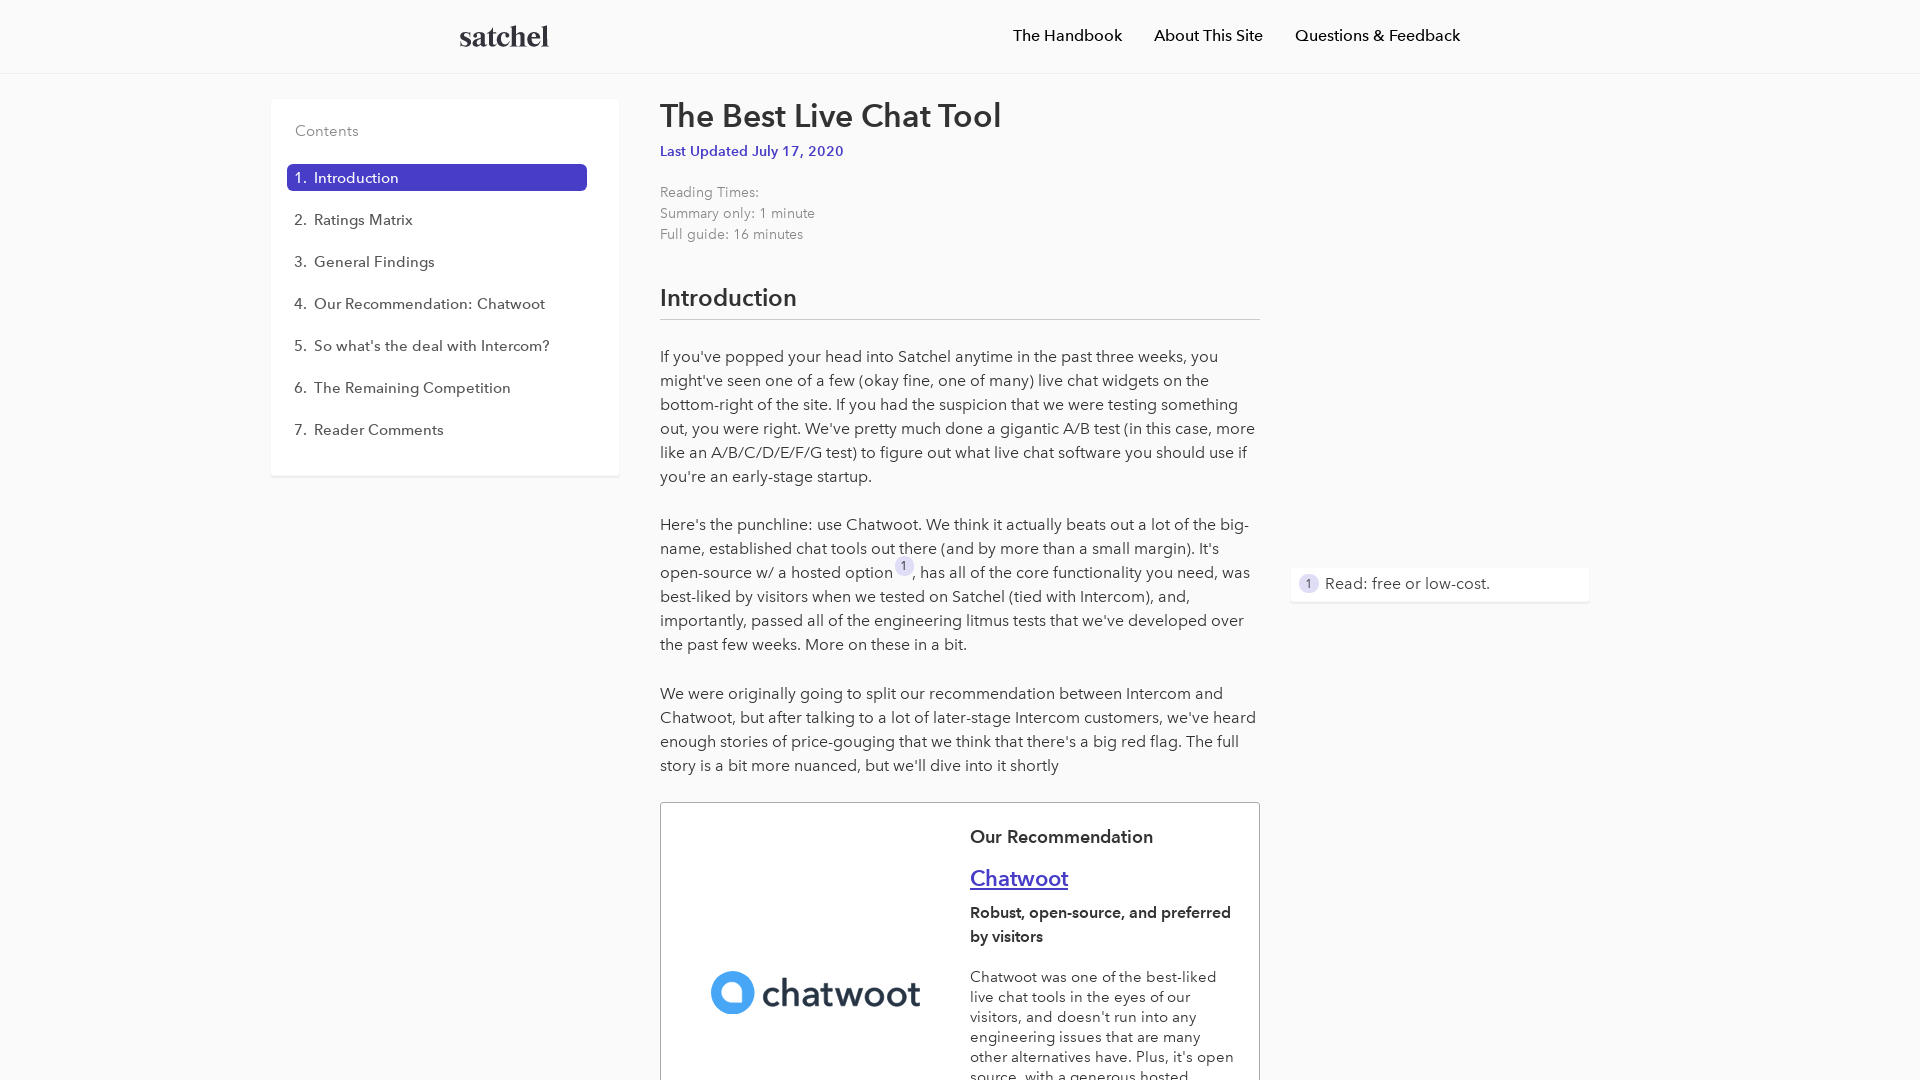 satchel
The Handbook
About This Site
Questions & Feedback
Contents
1. Introduction
2. Ratings Matrix
3. General Findings
4. Our Recommendation: Chatwoot
5. So what's the deal with Intercom?
6. The Remaining Competition
7. Reader Comments
The Best Live Chat Tool
Last Updated July 17, 2020
Reading Times:
Summary only: 1 minute
Full guide: 16 minutes
Introduction
If you've popped your head into Satchel anytime in the past three weeks, you
might've seen one of a few (okay fine, one of many) live chat widgets on the
bottom-right of the site. If you had the suspicion that we were testing something
out, you were right. We've pretty much done a gigantic A/B test (in this case, more
like an A/B/C/D/E/F/G test) to figure out what live chat software you should use if
you're an early-stage startup.
Here's the punchline: use Chatwoot. We think it actually beats out a lot of the big-
name, established chat tools out there (and by more than a small margin). It's
open-source w/ a hosted option 1, has all of the core functionality you need, was
best-liked by visitors when we tested on Satchel (tied with Intercom), and,
importantly, passed all of the engineering litmus tests that we've developed over
the past few weeks. More on these in a bit.
1 Read: free or low-cost.
We were originally going to split our recommendation between Intercom and
Chatwoot, but after talking to a lot of later-stage Intercom customers, we've heard
enough stories of price-gouging that we think that there's a big red flag. The full
story is a bit more nuanced, but we'll dive into it shortly
chatwoot
Our Recommendation
Chatwoot
Robust, open-source, and preferred
by visitors
Chatwoot was one of the best-liked
live chat tools in the eyes of our
visitors, and doesn't run into any
engineering issues that are many
other alternatives have. Plus, it's open
source, with a generous hosted